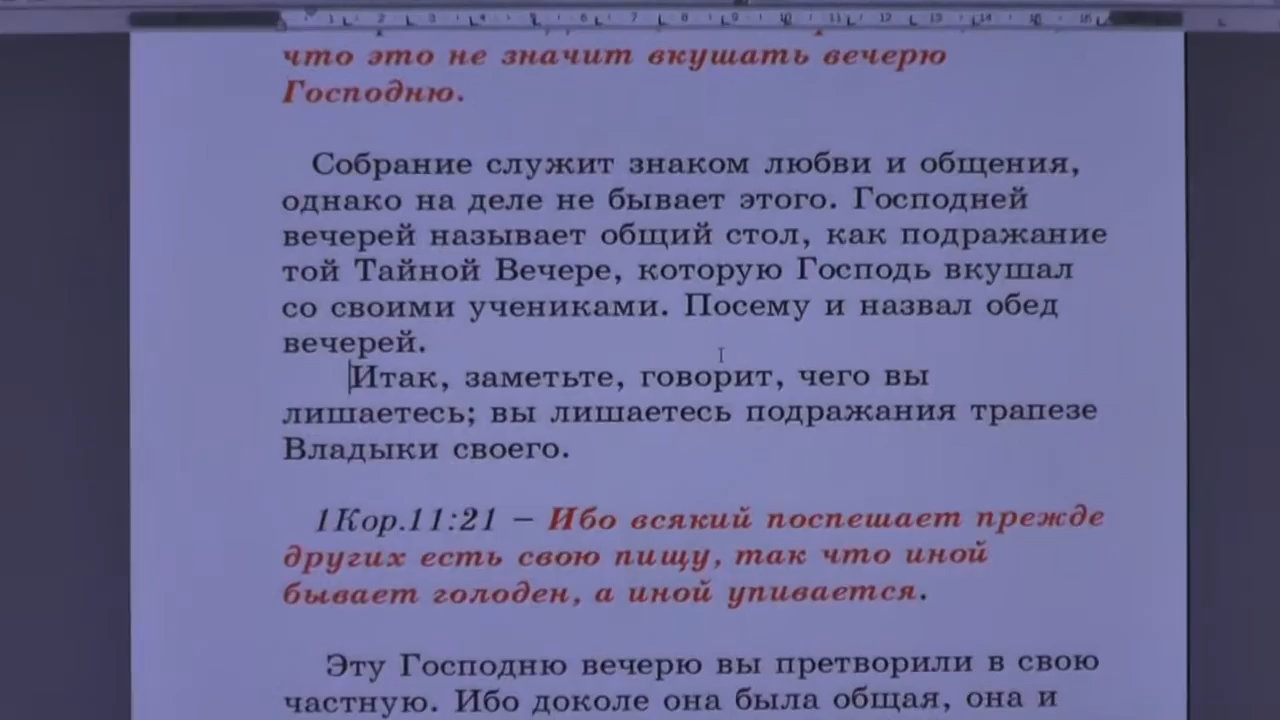 что это не значит вкушать вечерю
Господню.
Собрание служит знаком любви и общения,
однако на деле не бывает этого. Господней
вечерей называет общий стол, как подражание
той Тайной Вечере, которую Господь вкушал
со своими учениками. Посему и назвал обед
вечерей.
Итак, заметьте, говорит, чего вы
лишаетесь; вы лишаетесь подражания трапезе
Владыки своего.
1Кор.11:21 – Ибо всякий поспешает прежде
других есть свою пищу, так что иной
бывает голоден, а иной упивается.
Эту Господню вечерю вы претворили в свою
частную. Ибо доколе она была общая, она и